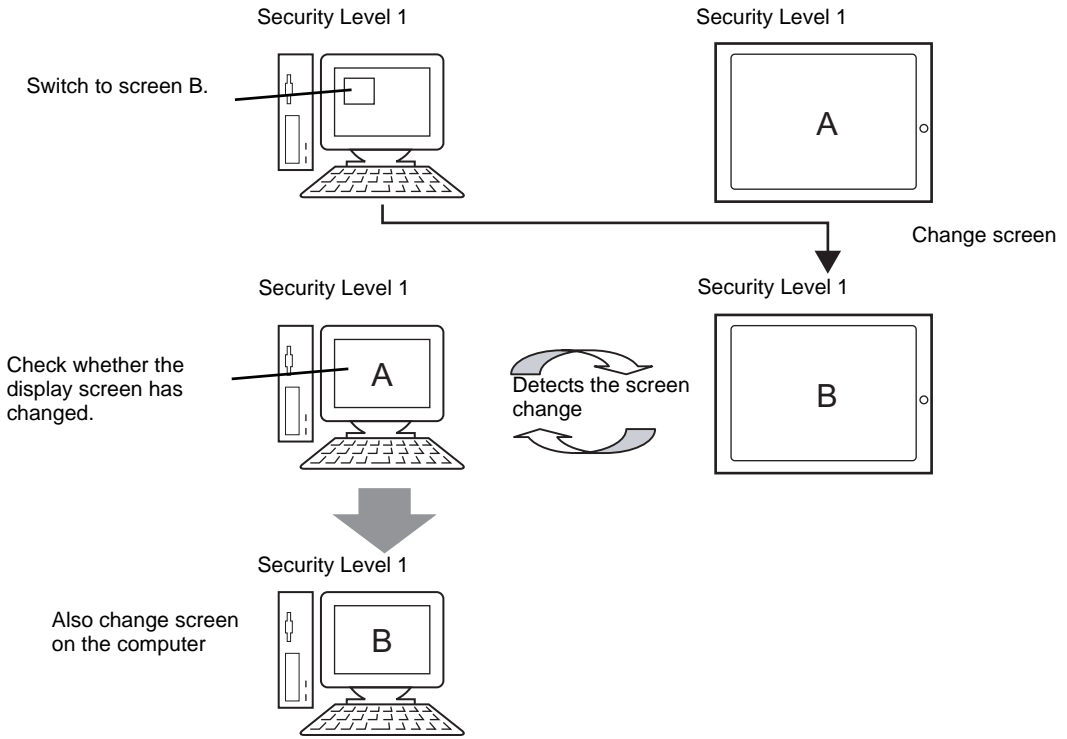 Security Level 1
Security Level 1
Switch to screen B.
A
Change screen
Security Level 1
Security Level 1
Check whether the
display screen has
changed.
A
Detects the screen
change
B
Security Level 1
Also change screen
on the computer
B